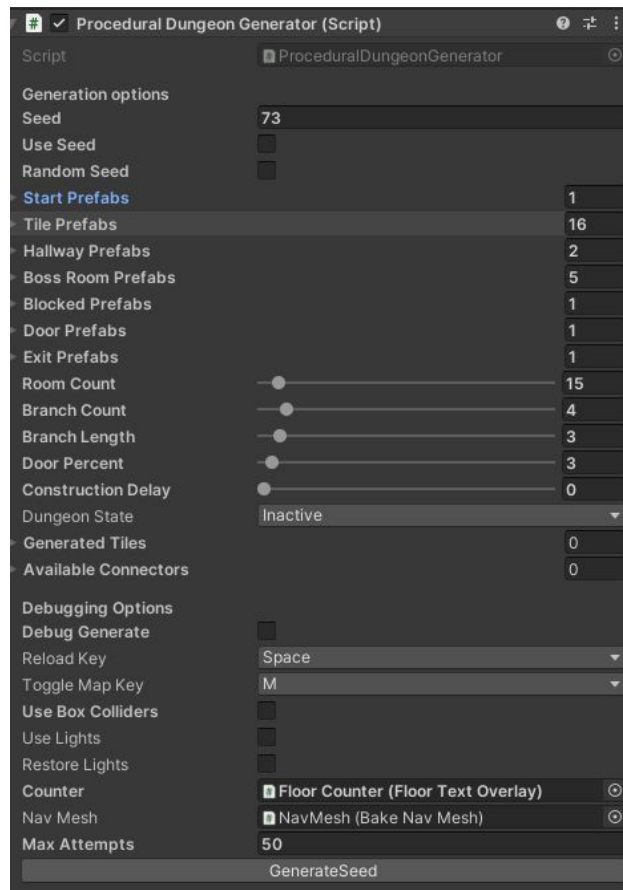 # Procedural Dungeon Generator (Script)
Script # ProceduralDungeonGenerator
Generation options
Seed 73
Use Seed
Random Seed
Start Prefabs 1
Tile Prefabs 16
Hallway Prefabs 2
Boss Room Prefabs 5
Blocked Prefabs 1
Door Prefabs 1
Exit Prefabs 1
Room Count 15
Branch Count 4
Branch Length 3
Door Percent 3
Construction Delay 0
Dungeon State Inactive
Generated Tiles 0
Available Connectors 0
Debugging Options
Debug Generate
Reload Key Space
Toggle Map Key M
Use Box Colliders
Use Lights
Restore Lights
Counter # Floor Counter (Floor Text Overlay)
Nav Mesh # NavMesh (Bake Nav Mesh)
Max Attempts 50
GenerateSeed